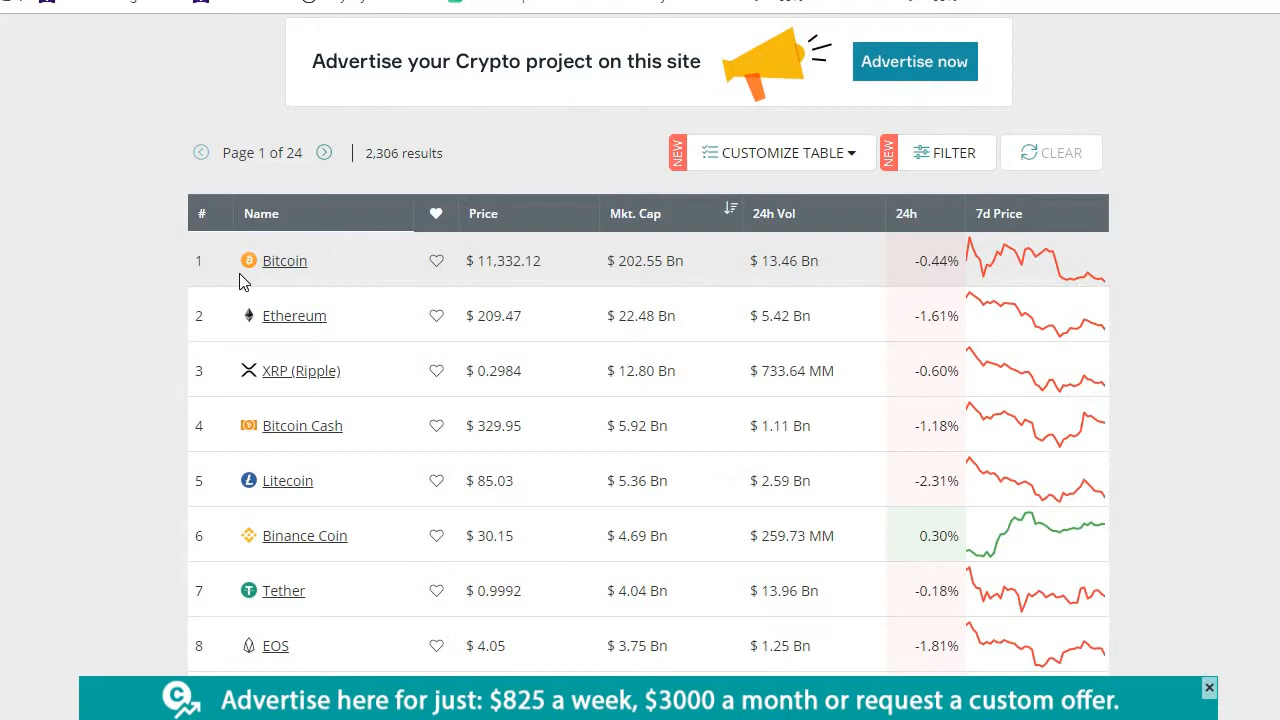 Advertise your Crypto project on this site Advertise now
Page 1 of 24 2,306 results NEW CUSTOMIZE TABLE NEW FILTER CLEAR
# Name Price Mkt. Cap 24h Vol 24h 7d Price
1 Bitcoin $ 11,332.12 $ 202.55 Bn $ 13.46 Bn -0.44%
2 Ethereum $ 209.47 $ 22.48 Bn $ 5.42 Bn -1.61%
3 XRP (Ripple) $ 0.2984 $ 12.80 Bn $ 733.64 MM -0.60%
4 Bitcoin Cash $ 329.95 $ 5.92 Bn $ 1.11 Bn -1.18%
5 Litecoin $ 85.03 $ 5.36 Bn $ 2.59 Bn -2.31%
6 Binance Coin $ 30.15 $ 4.69 Bn $ 259.73 MM 0.30%
7 Tether $ 0.9992 $ 4.04 Bn $ 13.96 Bn -0.18%
8 EOS $ 4.05 $ 3.75 Bn $ 1.25 Bn -1.81%
Advertise here for just: $825 a week, $3000 a month or request a custom offer.